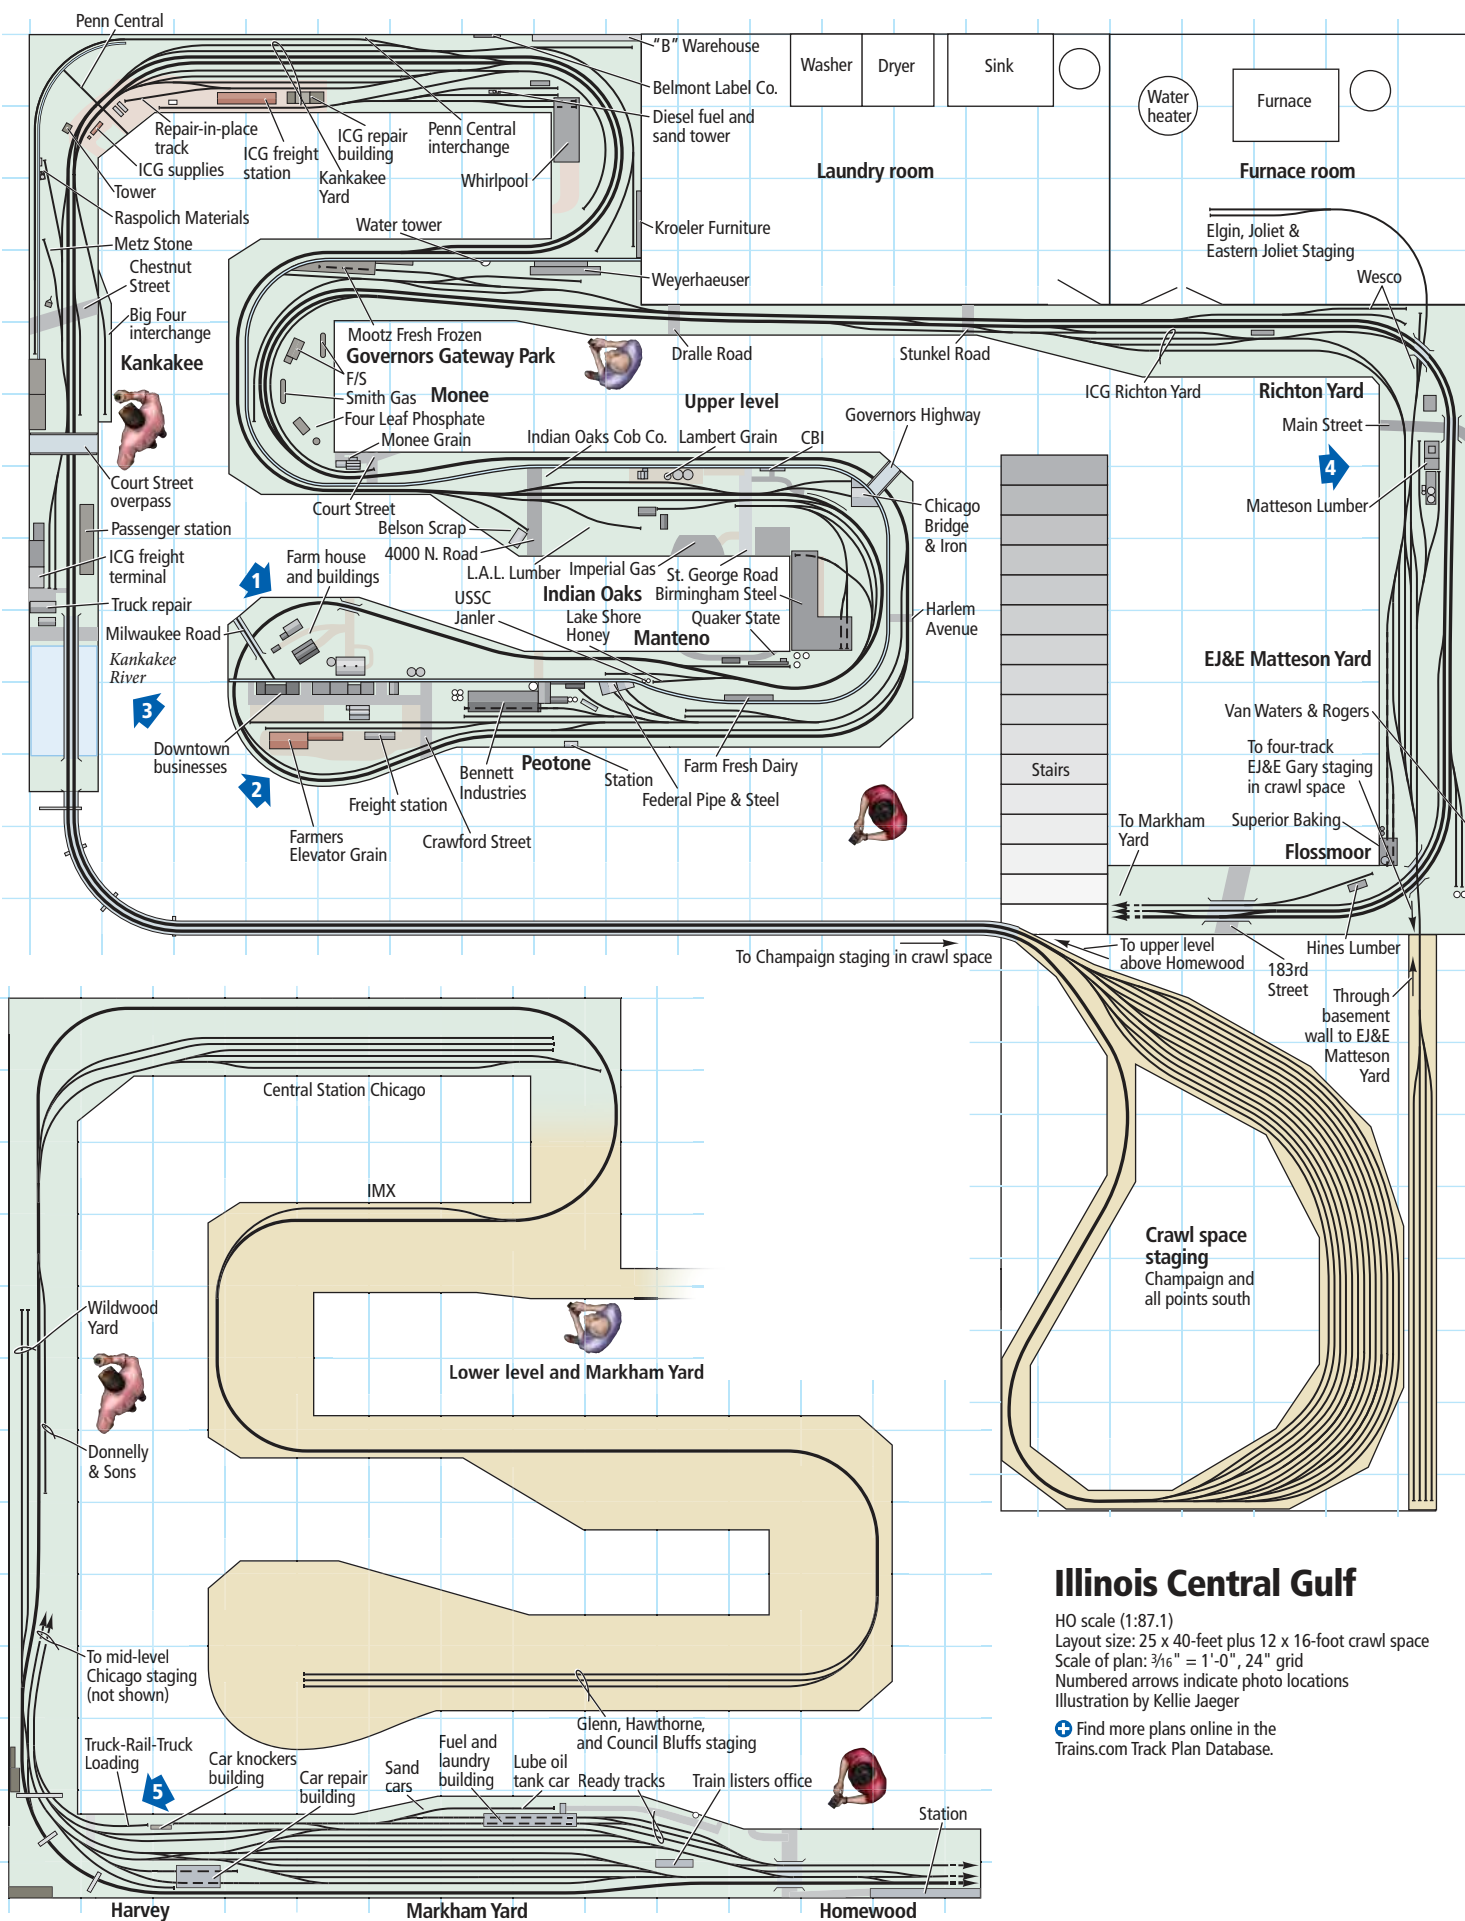 Penn Central
"B" Warehouse
Belmont Label Co.
Diesel fuel and
sand tower
Washer
Dryer
Sink
Water
heater
Furnace
Laundry room
Furnace room
Repair-in-place
track
ICG supplies
Tower
Raspolich Materials
ICG freight
station
ICG repair
building
Kankakee
Yard
Penn Central
interchange
Whirlpool
Water tower
Kroeler Furniture
Weyerhaeuser
Elgin, Joliet &
Eastern Joliet Staging
Wesco
Metz Stone
Chestnut
Street
Big Four
interchange
Kankakee
Mootz Fresh Frozen
Governors Gateway Park
F/S
Smith Gas
Monee
Four Leaf Phosphate
Monee Grain
Dralle Road
Stunkel Road
ICG Richton Yard
Richton Yard
Main Street
4
Matteson Lumber
Upper level
Governors Highway
Indian Oaks Cob Co.
Lambert Grain
CBI
Court Street
overpass
Court Street
Belson Scrap
4000 N. Road
L.A.L. Lumber
Imperial Gas
St. George Road
Birmingham Steel
Chicago
Bridge
& Iron
Passenger station
ICG freight
terminal
Truck repair
Milwaukee Road
Kankakee
River
1
Farm house
and buildings
USSC
Janler
Indian Oaks
Lake Shore
Honey
Manteno
Quaker State
Harlem
Avenue
EJ&E Matteson Yard
Van Waters & Rogers
3
Downtown
businesses
2
Farmers
Elevator Grain
Freight station
Crawford Street
Bennett
Industries
Peotone
Station
Federal Pipe & Steel
Farm Fresh Dairy
Stairs
To four-track
EJ&E Gary staging
in crawl space
To Markham
Yard
Superior Baking
Flossmoor
To Champaign staging in crawl space
To upper level
above Homewood
183rd
Street
Hines Lumber
Through
basement
wall to EJ&E
Matteson
Yard
Central Station Chicago
IMX
Wildwood
Yard
Donnelly
& Sons
Lower level and Markham Yard
Crawl space
staging
Champaign and
all points south
To mid-level
Chicago staging
(not shown)
Glenn, Hawthorne,
and Council Bluffs staging
Truck-Rail-Truck
Loading
5
Car knockers
building
Car repair
building
Sand
cars
Fuel and
laundry
building
Lube oil
tank car
Ready tracks
Train listers office
Station
Harvey
Markham Yard
Homewood
Illinois Central Gulf
HO scale (1:87.1)
Layout size: 25 x 40-feet plus 12 x 16-foot crawl space
Scale of plan: 3/16" = 1'-0", 24" grid
Numbered arrows indicate photo locations
Illustration by Kellie Jaeger
Find more plans online in the
Trains.com Track Plan Database.